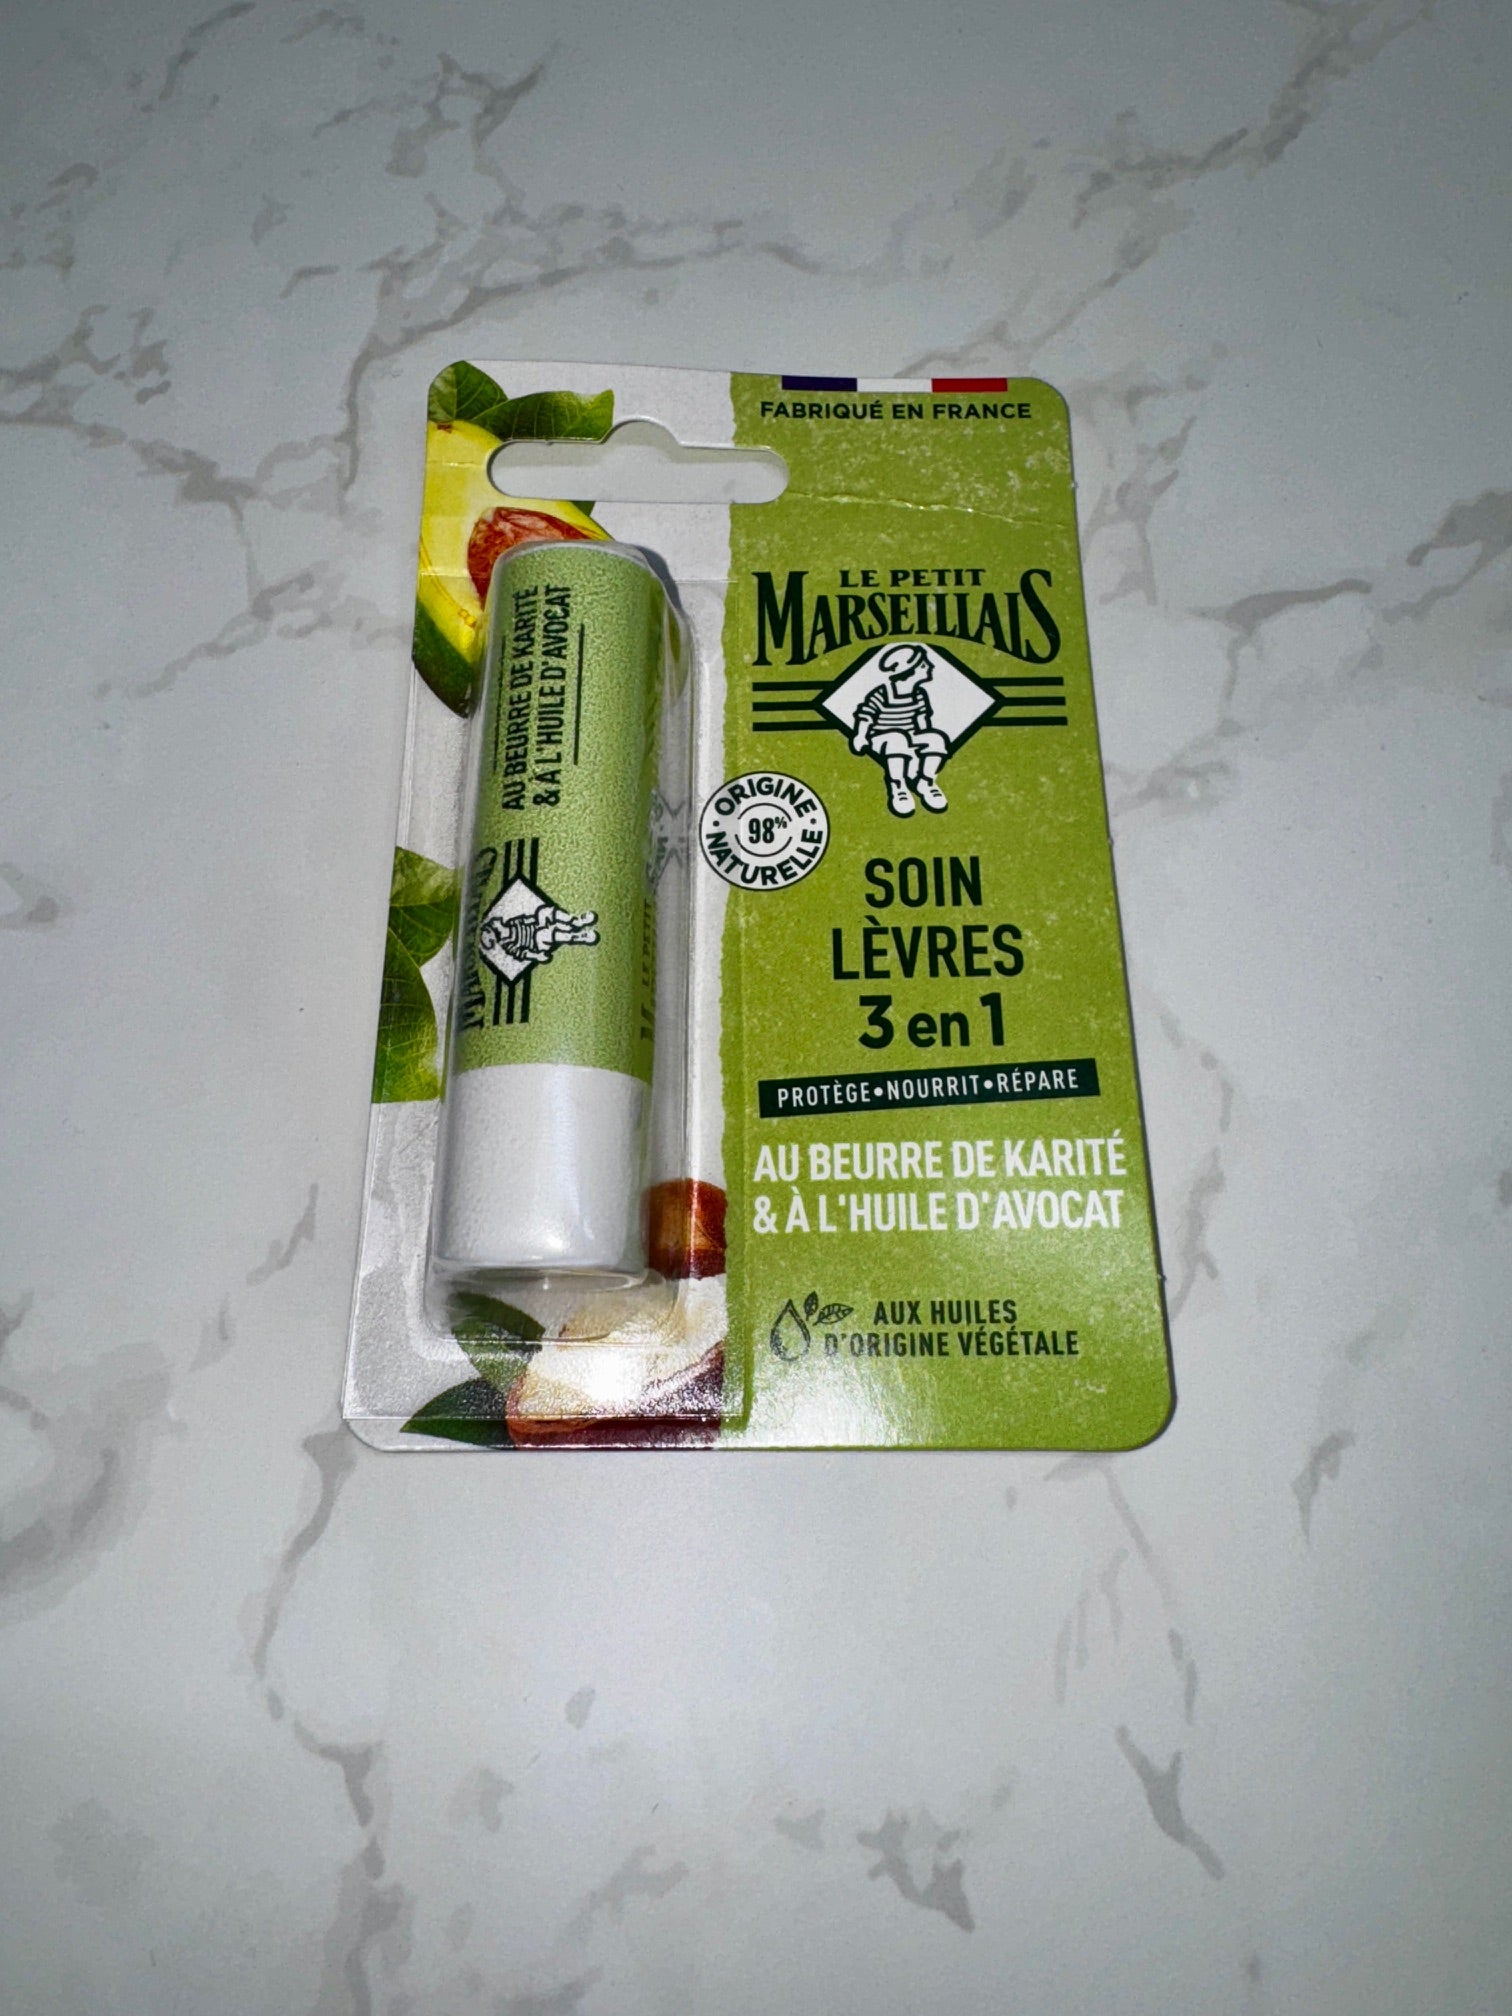 FABRIQUÉ EN FRANCE
LE PETIT
MARSEILLAIS
ORIGINE
98%
NATURELLE
SOIN
LÈVRES
3 en 1
PROTÈGE•NOURRIT•RÉPARE
AU BEURRE DE KARITÉ
& À L'HUILE D'AVOCAT
AUX HUILES
D'ORIGINE VÉGÉTALE
AU BEURRE DE KARITÉ
& À L'HUILE D'AVOCAT